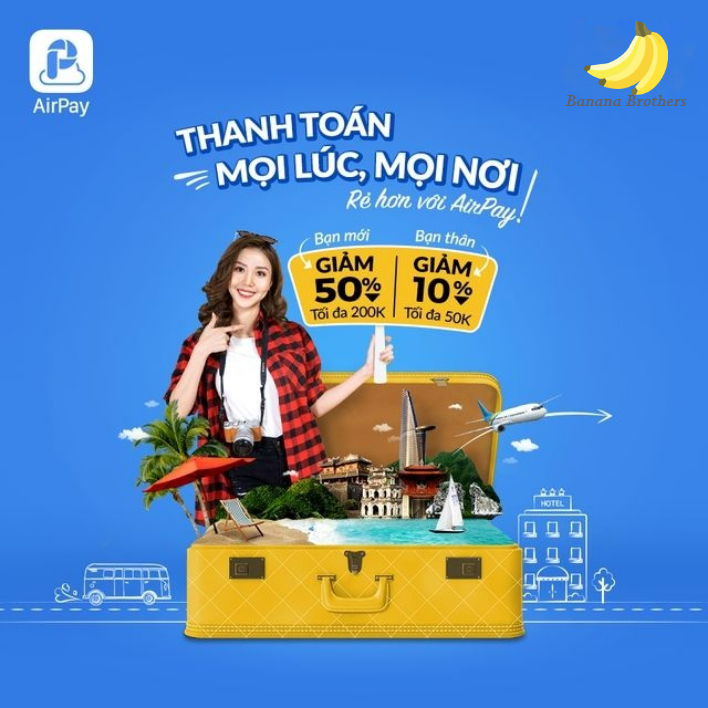 AirPay
Banana Brothers
THANH TOÁN
MỌI LÚC, MỌI NƠI
Rẻ hơn với AirPay!
Bạn mới
GIẢM
50%
Tối đa 200K
Bạn thân
GIẢM
10%
Tối đa 50K
HOTEL